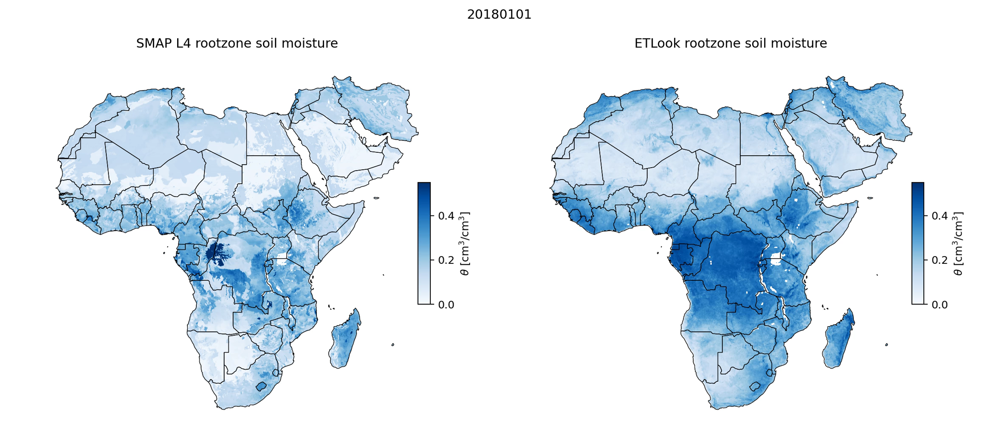 20180101
SMAP L4 rootzone soil moisture
ETLook rootzone soil moisture
0.4
0.2
0.0
θ [cm³/cm³]
0.4
0.2
0.0
θ [cm³/cm³]